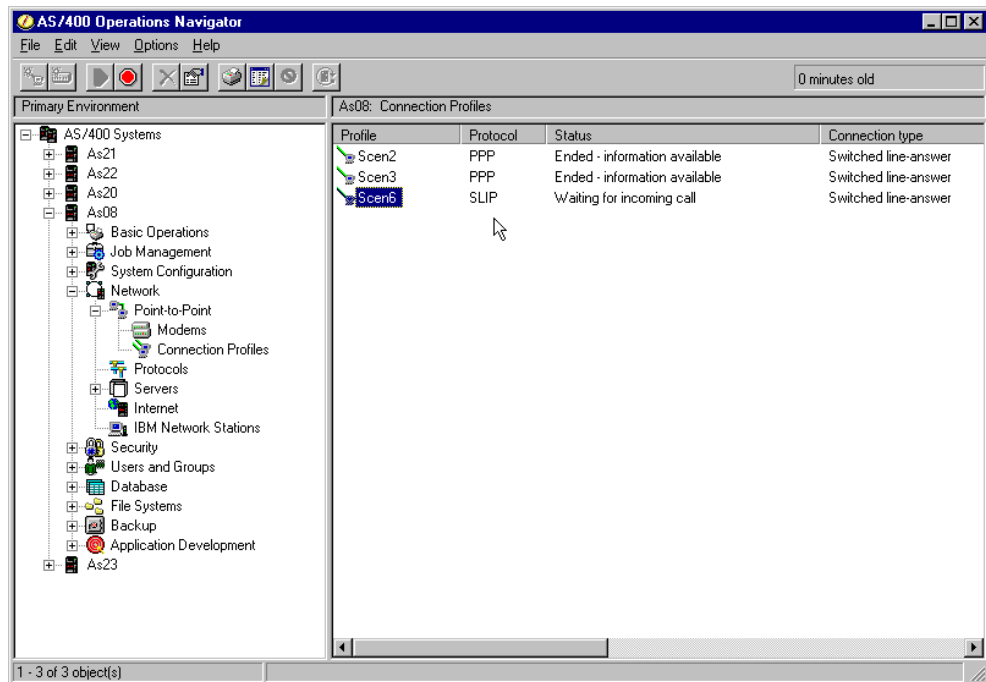 AS/400 Operations Navigator
File Edit View Options Help
0 minutes old
Primary Environment
As08: Connection Profiles
AS/400 Systems
As21
As22
As20
As08
Basic Operations
Job Management
System Configuration
Network
Point-to-Point
Modems
Connection Profiles
Protocols
Servers
Internet
IBM Network Stations
Security
Users and Groups
Database
File Systems
Backup
Application Development
As23
Profile Protocol Status Connection type
Scen2 PPP Ended - information available Switched line-answer
Scen3 PPP Ended - information available Switched line-answer
Scen6 SLIP Waiting for incoming call Switched line-answer
1 - 3 of 3 object(s)